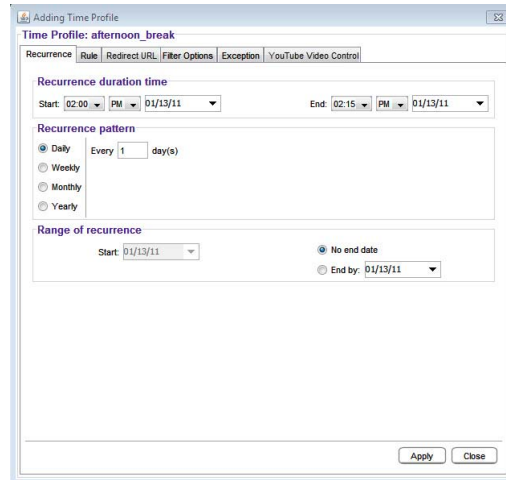 Adding Time Profile
Time Profile: afternoon_break
Recurrence Rule Redirect URL Filter Options Exception YouTube Video Control
Recurrence duration time
Start: 02:00 PM 01/13/11 End: 02:15 PM 01/13/11
Recurrence pattern
Daily Every 1 day(s)
Weekly
Monthly
Yearly
Range of recurrence
Start: 01/13/11 No end date
End by: 01/13/11
Apply Close